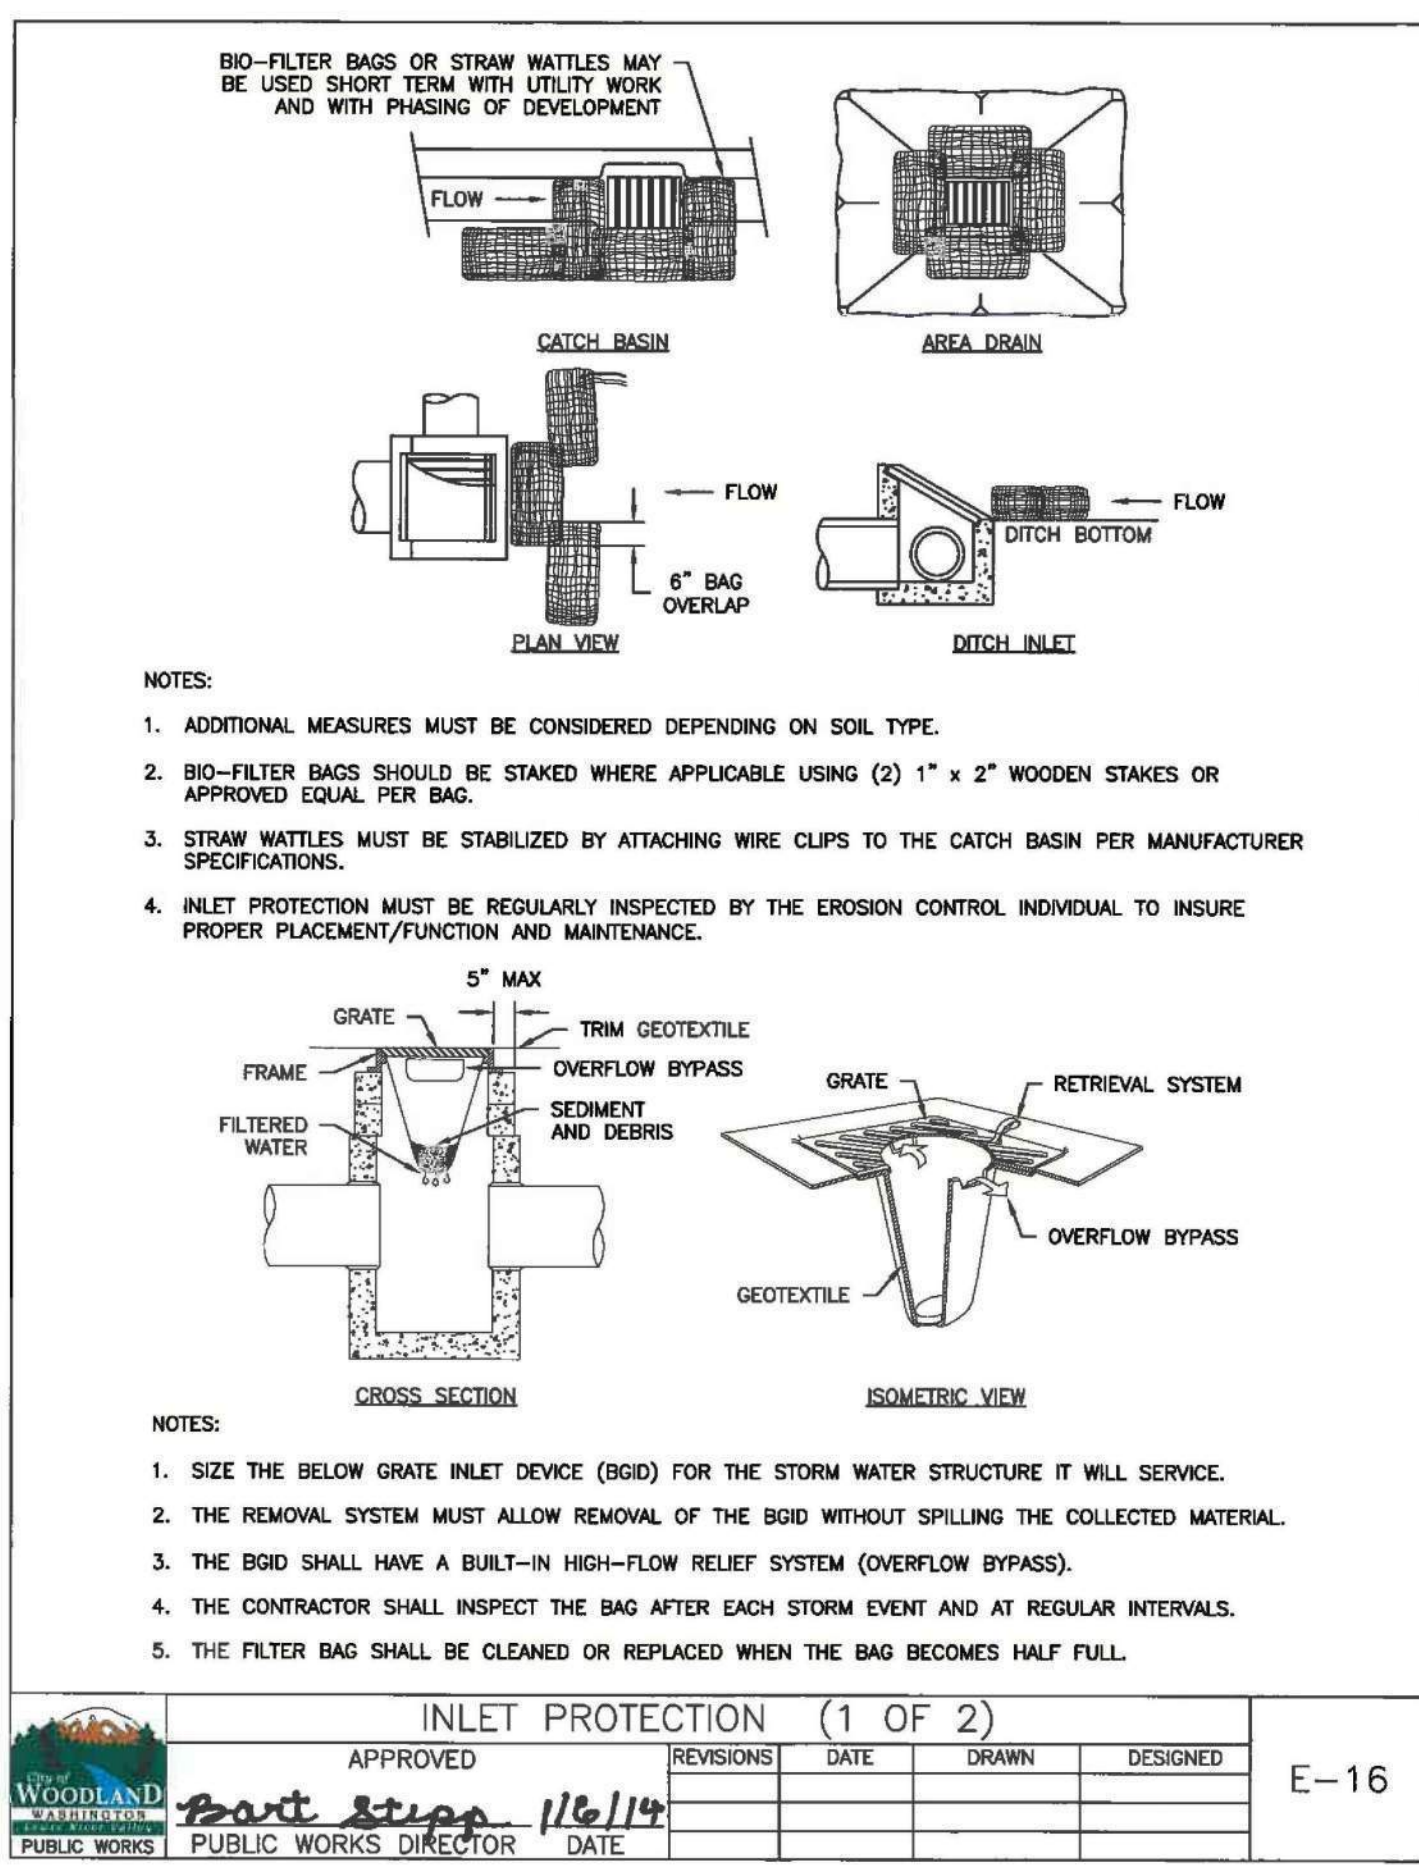 BIO-FILTER BAGS OR STRAW WATTLES MAY
BE USED SHORT TERM WITH UTILITY WORK
AND WITH PHASING OF DEVELOPMENT
FLOW
CATCH BASIN
AREA DRAIN
FLOW
6" BAG
OVERLAP
PLAN VIEW
FLOW
DITCH BOTTOM
DITCH INLET
NOTES:
1. ADDITIONAL MEASURES MUST BE CONSIDERED DEPENDING ON SOIL TYPE.
2. BIO-FILTER BAGS SHOULD BE STAKED WHERE APPLICABLE USING (2) 1" x 2" WOODEN STAKES OR
APPROVED EQUAL PER BAG.
3. STRAW WATTLES MUST BE STABILIZED BY ATTACHING WIRE CLIPS TO THE CATCH BASIN PER MANUFACTURER
SPECIFICATIONS.
4. INLET PROTECTION MUST BE REGULARLY INSPECTED BY THE EROSION CONTROL INDIVIDUAL TO INSURE
PROPER PLACEMENT/FUNCTION AND MAINTENANCE.
5" MAX
GRATE
TRIM GEOTEXTILE
FRAME
OVERFLOW BYPASS
FILTERED
WATER
SEDIMENT
AND DEBRIS
CROSS SECTION
GRATE
RETRIEVAL SYSTEM
OVERFLOW BYPASS
GEOTEXTILE
ISOMETRIC VIEW
NOTES:
1. SIZE THE BELOW GRATE INLET DEVICE (BGID) FOR THE STORM WATER STRUCTURE IT WILL SERVICE.
2. THE REMOVAL SYSTEM MUST ALLOW REMOVAL OF THE BGID WITHOUT SPILLING THE COLLECTED MATERIAL.
3. THE BGID SHALL HAVE A BUILT-IN HIGH-FLOW RELIEF SYSTEM (OVERFLOW BYPASS).
4. THE CONTRACTOR SHALL INSPECT THE BAG AFTER EACH STORM EVENT AND AT REGULAR INTERVALS.
5. THE FILTER BAG SHALL BE CLEANED OR REPLACED WHEN THE BAG BECOMES HALF FULL.
City of
WOODLAND
WASHINGTON
Lewis River Valley
PUBLIC WORKS
INLET PROTECTION (1 OF 2)
APPROVED
Bart Stepp 1/6/14
PUBLIC WORKS DIRECTOR DATE
REVISIONS DATE DRAWN DESIGNED
E-16